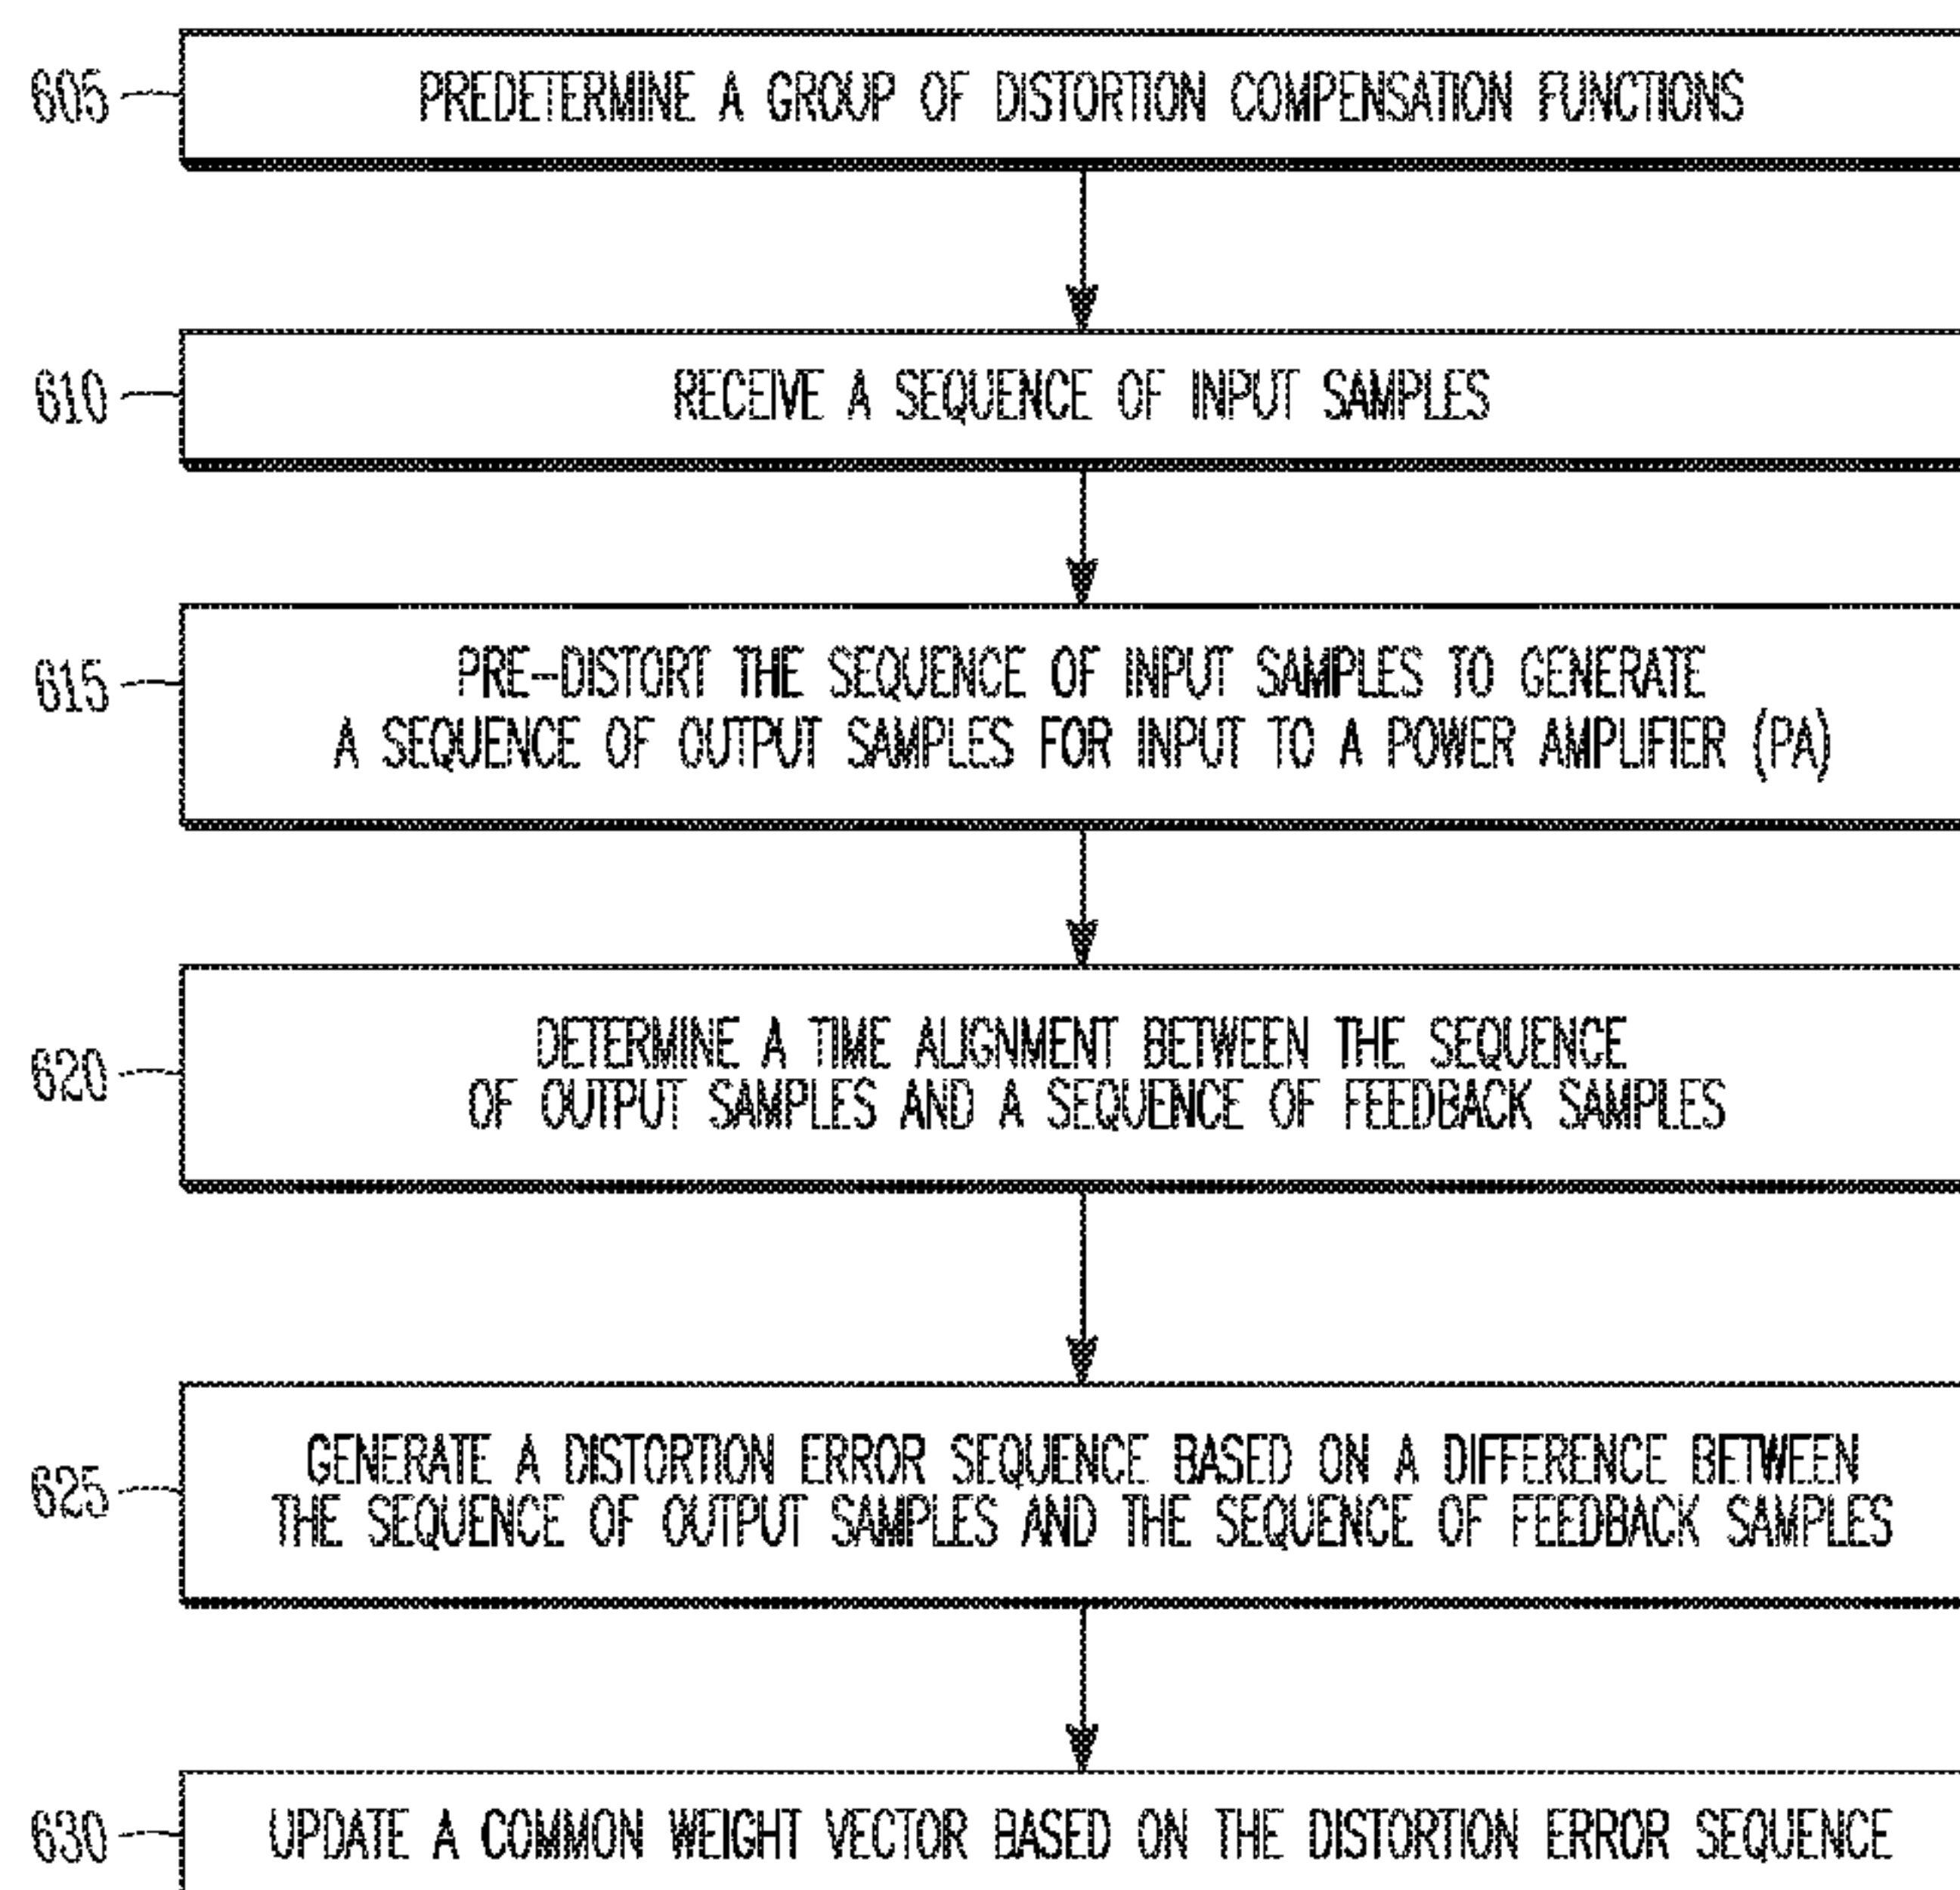 605
PREDETERMINE A GROUP OF DISTORTION COMPENSATION FUNCTIONS
610
RECEIVE A SEQUENCE OF INPUT SAMPLES
615
PRE-DISTORT THE SEQUENCE OF INPUT SAMPLES TO GENERATE
A SEQUENCE OF OUTPUT SAMPLES FOR INPUT TO A POWER AMPLIFIER (PA)
620
DETERMINE A TIME ALIGNMENT BETWEEN THE SEQUENCE
OF OUTPUT SAMPLES AND A SEQUENCE OF FEEDBACK SAMPLES
625
GENERATE A DISTORTION ERROR SEQUENCE BASED ON A DIFFERENCE BETWEEN
THE SEQUENCE OF OUTPUT SAMPLES AND THE SEQUENCE OF FEEDBACK SAMPLES
630
UPDATE A COMMON WEIGHT VECTOR BASED ON THE DISTORTION ERROR SEQUENCE